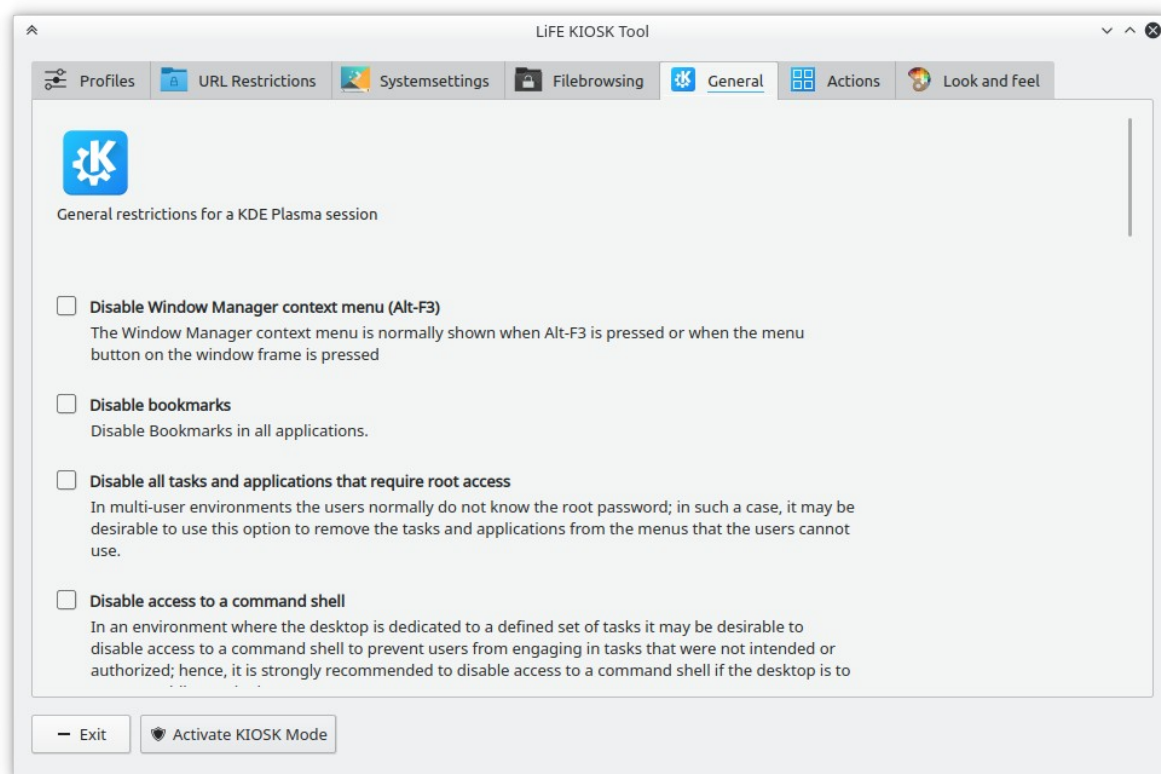 LiFE KIOSK Tool
Profiles
URL Restrictions
Systemsettings
Filebrowsing
General
Actions
Look and feel
General restrictions for a KDE Plasma session
Disable Window Manager context menu (Alt-F3)
The Window Manager context menu is normally shown when Alt-F3 is pressed or when the menu
button on the window frame is pressed
Disable bookmarks
Disable Bookmarks in all applications.
Disable all tasks and applications that require root access
In multi-user environments the users normally do not know the root password; in such a case, it may be
desirable to use this option to remove the tasks and applications from the menus that the users cannot
use.
Disable access to a command shell
In an environment where the desktop is dedicated to a defined set of tasks it may be desirable to
disable access to a command shell to prevent users from engaging in tasks that were not intended or
authorized; hence, it is strongly recommended to disable access to a command shell if the desktop is to
Exit
Activate KIOSK Mode